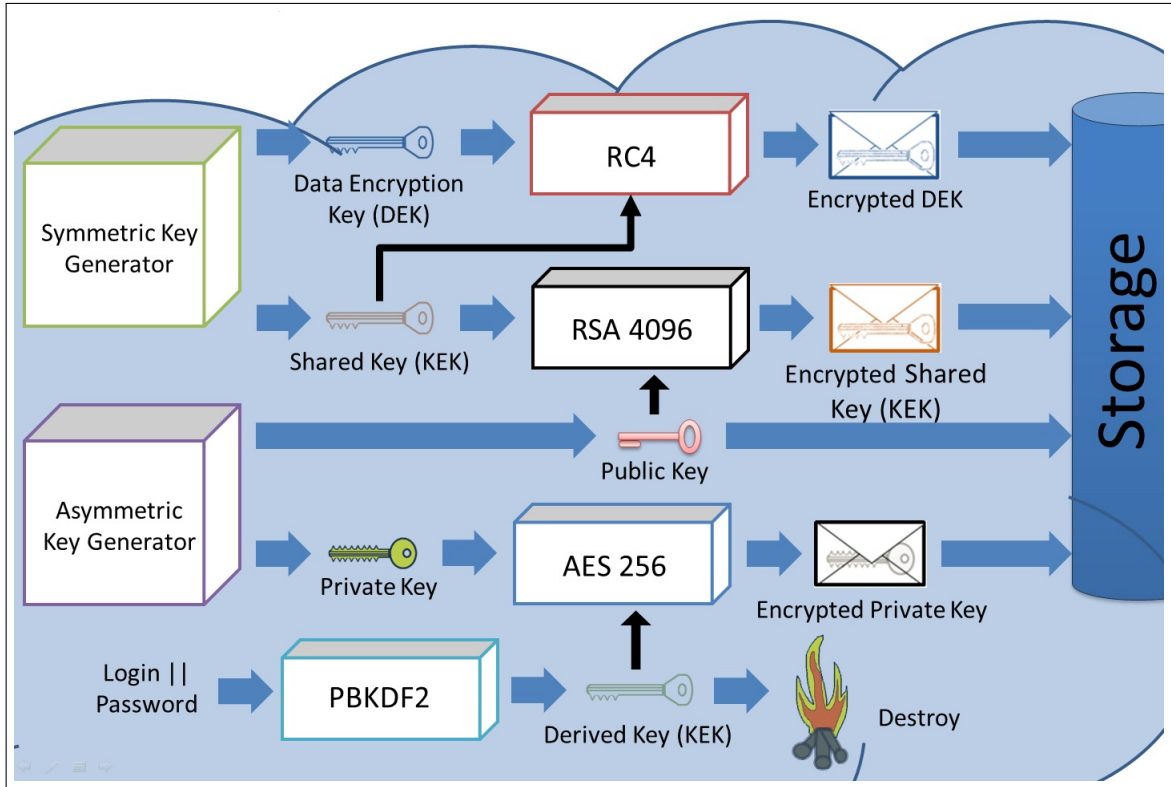 RC4
Data Encryption
Key (DEK)
Encrypted DEK
Symmetric Key
Generator
Storage
RSA 4096
Shared Key (KEK)
Encrypted Shared
Key (KEK)
Public Key
Asymmetric
Key Generator
AES 256
Private Key
Encrypted Private Key
Login ||
Password
PBKDF2
Derived Key (KEK)
Destroy